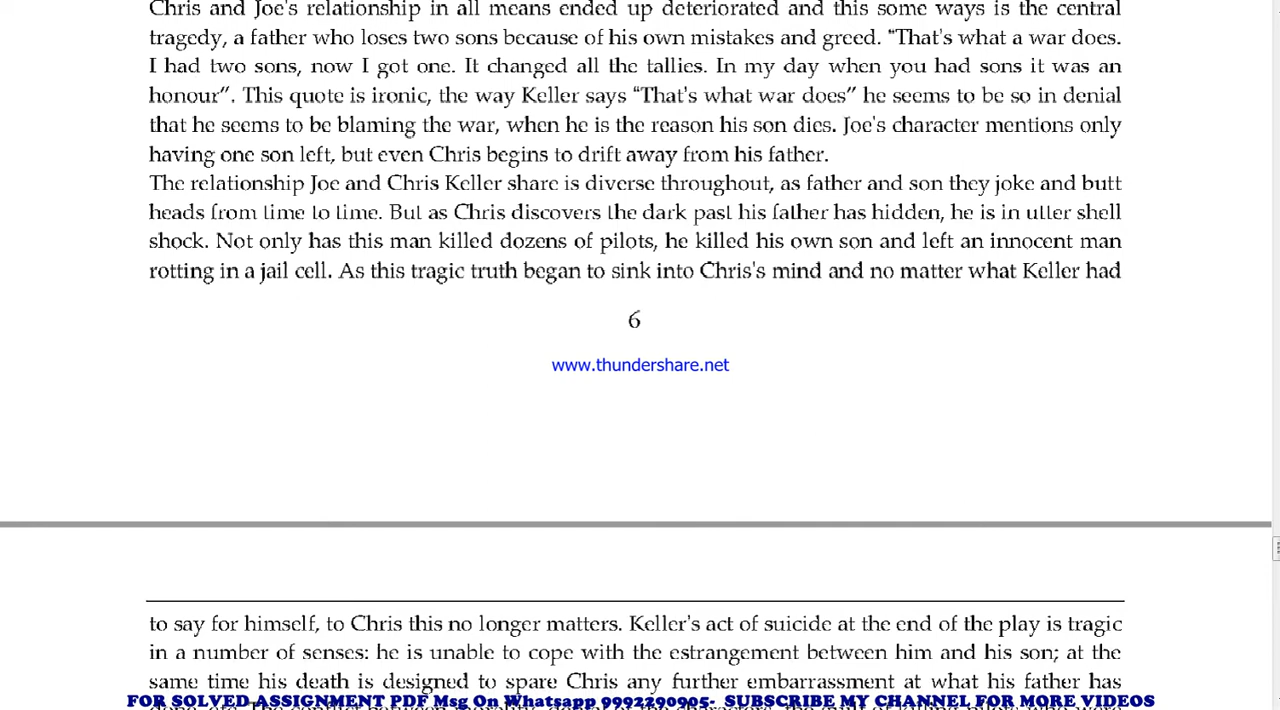 Chris and Joe's relationship in all means ended up deteriorated and this some ways is the central
tragedy, a father who loses two sons because of his own mistakes and greed. "That's what a war does.
I had two sons, now I got one. It changed all the tallies. In my day when you had sons it was an
honour". This quote is ironic, the way Keller says "That's what war does" he seems to be so in denial
that he seems to be blaming the war, when he is the reason his son dies. Joe's character mentions only
having one son left, but even Chris begins to drift away from his father.
The relationship Joe and Chris Keller share is diverse throughout, as father and son they joke and butt
heads from time to time. But as Chris discovers the dark past his father has hidden, he is in utter shell
shock. Not only has this man killed dozens of pilots, he killed his own son and left an innocent man
rotting in a jail cell. As this tragic truth began to sink into Chris's mind and no matter what Keller had
6
www.thundershare.net
to say for himself, to Chris this no longer matters. Keller's act of suicide at the end of the play is tragic
in a number of senses: he is unable to cope with the estrangement between him and his son; at the
same time his death is designed to spare Chris any further embarrassment at what his father has
FOR SOLVED ASSIGNMENT PDF Msg On Whatsapp 9992290905- SUBSCRIBE MY CHANNEL FOR MORE VIDEOS